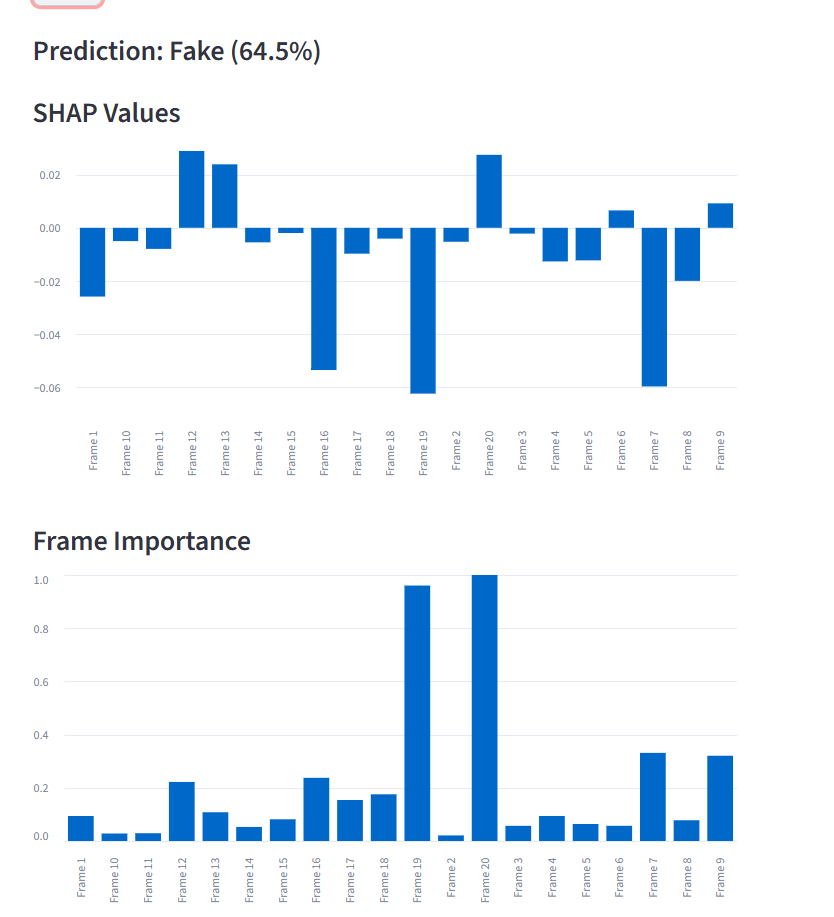 Prediction: Fake (64.5%)
SHAP Values
0.02
0.00
−0.02
−0.04
−0.06
Frame 1
Frame 10
Frame 11
Frame 12
Frame 13
Frame 14
Frame 15
Frame 16
Frame 17
Frame 18
Frame 19
Frame 2
Frame 20
Frame 3
Frame 4
Frame 5
Frame 6
Frame 7
Frame 8
Frame 9
Frame Importance
1.0
0.8
0.6
0.4
0.2
0.0
Frame 1
Frame 10
Frame 11
Frame 12
Frame 13
Frame 14
Frame 15
Frame 16
Frame 17
Frame 18
Frame 19
Frame 2
Frame 20
Frame 3
Frame 4
Frame 5
Frame 6
Frame 7
Frame 8
Frame 9